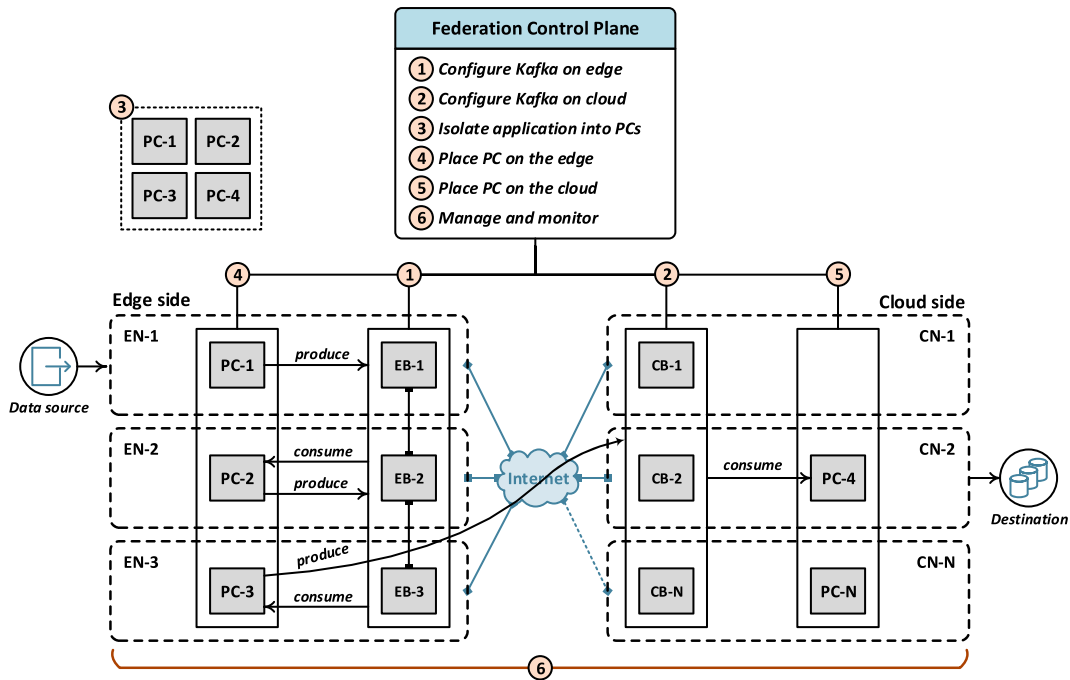 Federation Control Plane
1 Configure Kafka on edge
2 Configure Kafka on cloud
3 Isolate application into PCs
4 Place PC on the edge
5 Place PC on the cloud
6 Manage and monitor
3
PC-1 PC-2
PC-3 PC-4
4 1 2 5
Edge side Cloud side
EN-1 CN-1
PC-1 produce EB-1 CB-1
Data source
EN-2 CN-2
PC-2 consume EB-2 Internet CB-2 consume PC-4
produce
Destination
EN-3 produce CN-N
PC-3 consume EB-3 CB-N PC-N
6